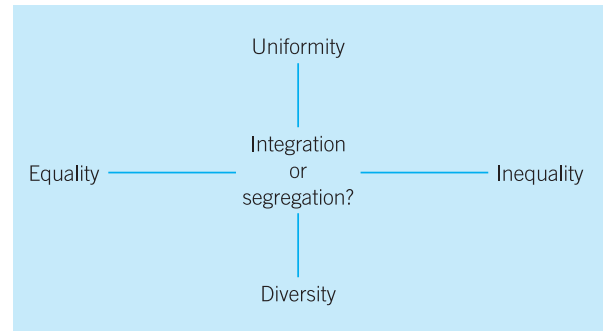 Uniformity
Integration
or
Equality
Inequality
segregation?
Diversity